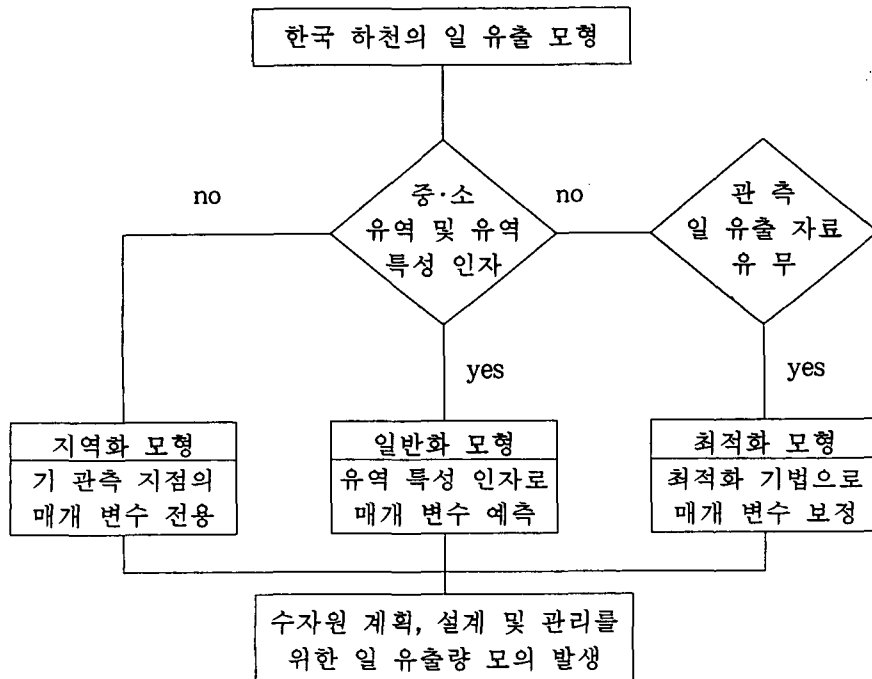 한국 하천의 일 유출 모형
중·소
유역 및 유역
특성 인자
관 측
일 유출 자료
유 무
no
no
yes
yes
지역화 모형
기 관측 지점의
매개 변수 전용
일반화 모형
유역 특성 인자로
매개 변수 예측
최적화 모형
최적화 기법으로
매개 변수 보정
수자원 계획, 설계 및 관리를
위한 일 유출량 모의 발생